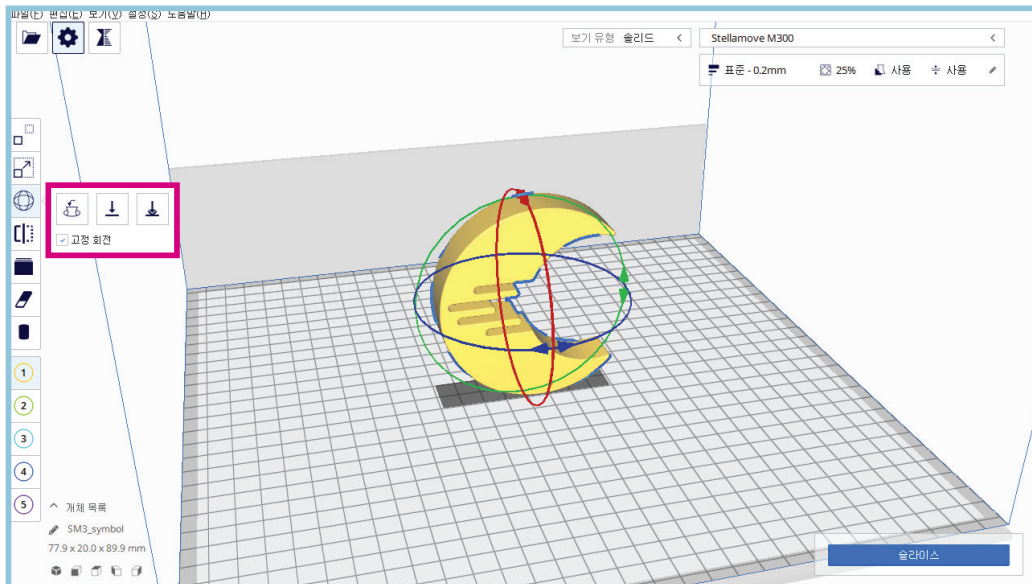 파일(F) 편집(E) 보기(V) 설정(S) 도움말(H)
보기 유형 솔리드
Stellamove M300
표준 - 0.2mm 25% 사용 사용
고정 회전
1
2
3
4
5
개체 목록
SM3_symbol
77.9 x 20.0 x 89.9 mm
슬라이스